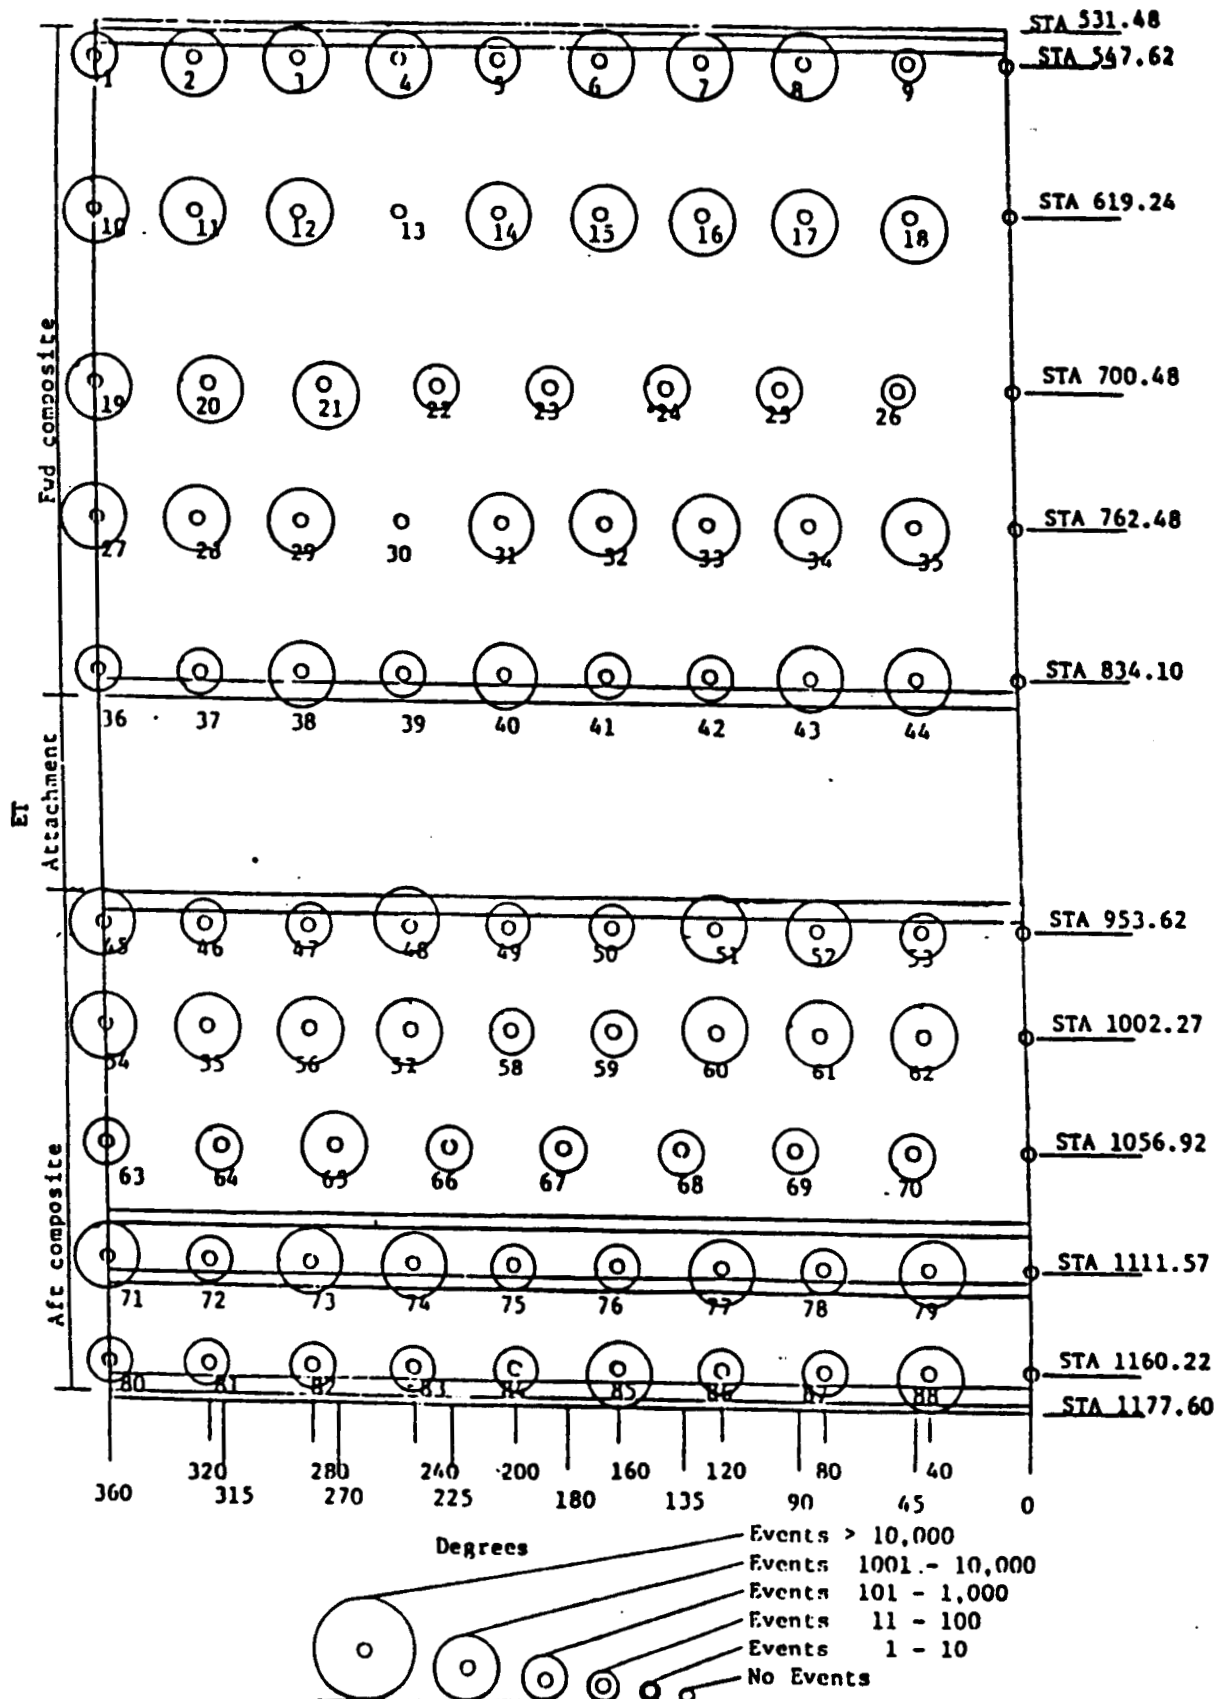 STA 531.48
STA 547.62
1 2 3 4 5 6 7 8 9
STA 619.24
10 11 12 13 14 15 16 17 18
Fwd composite
STA 700.48
19 20 21 22 23 24 25 26
STA 762.48
27 28 29 30 31 32 33 34 35
STA 834.10
36 37 38 39 40 41 42 43 44
ET
Attachment
STA 953.62
45 46 47 48 49 50 51 52 53
STA 1002.27
54 55 56 57 58 59 60 61 62
STA 1056.92
63 64 65 66 67 68 69 70
Aft composite
STA 1111.57
71 72 73 74 75 76 77 78 79
STA 1160.22
80 81 82 83 84 85 86 87 88
STA 1177.60
320 280 240 200 160 120 80 40
360 315 270 225 180 135 90 45 0
Degrees
Events > 10,000
Events 1001 - 10,000
Events 101 - 1,000
Events 11 - 100
Events 1 - 10
No Events